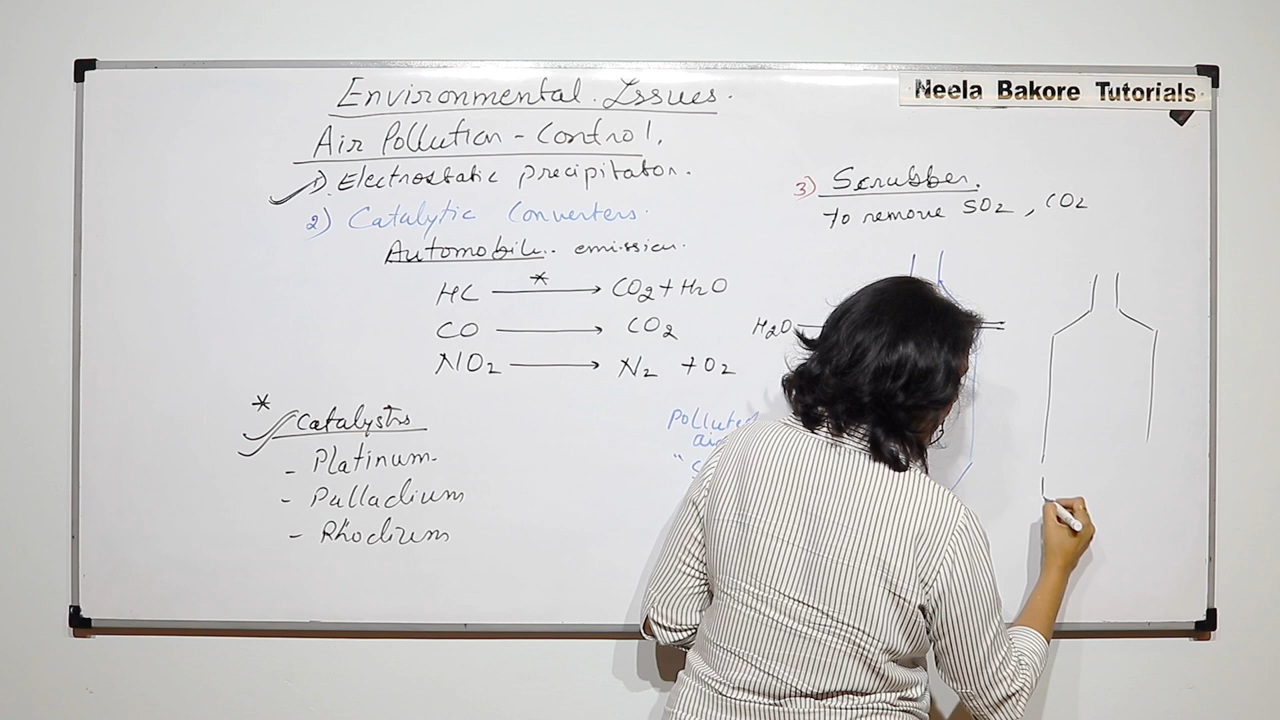 Neela Bakore Tutorials
Environmental Issues.
Air Pollution - Control.
1) Electrostatic precipitator.
2) Catalytic Converters.
Automobile.. emission.
HC ⟶ * CO2 + H2O
CO ⟶ CO2
NO2 ⟶ N2 + O2
* Catalysts
- Platinum
- Palladium
- Rhodium
3) Scrubber.
To remove SO2, CO2
H2O
Polluted